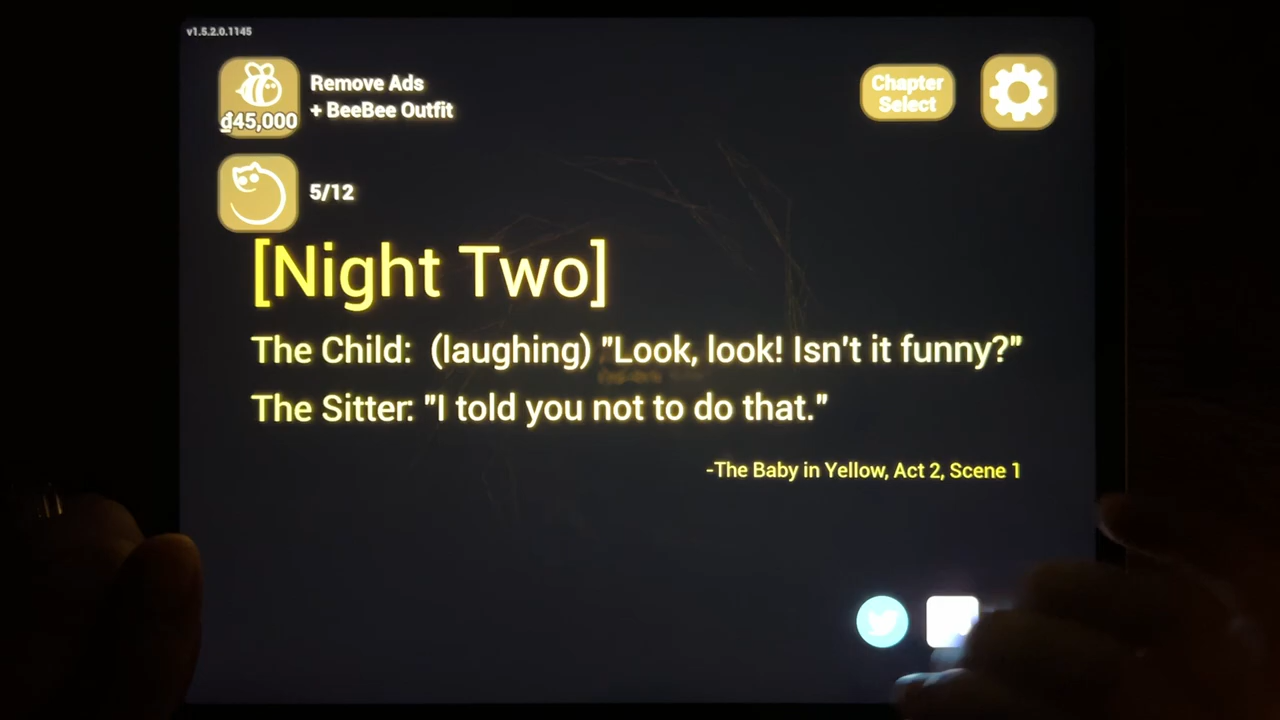 v1.5.2.0.1145
Remove Ads
+ BeeBee Outfit
₫45,000
Chapter
Select
5/12
[Night Two]
The Child: (laughing) "Look, look! Isn't it funny?"
The Sitter: "I told you not to do that."
-The Baby in Yellow, Act 2, Scene 1